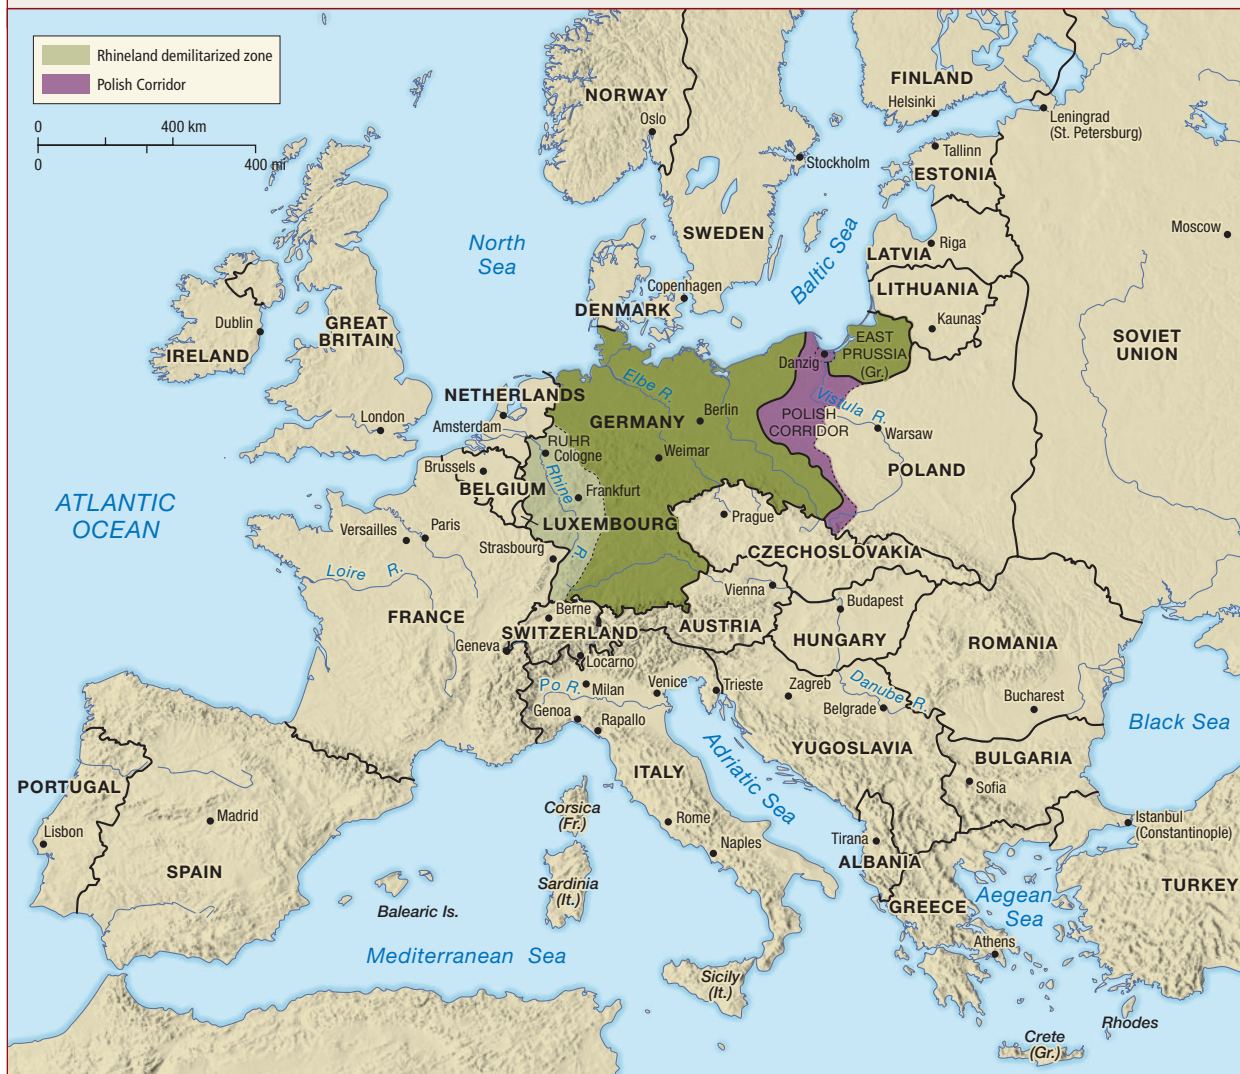 Rhineland demilitarized zone
Polish Corridor
0 400 km
0 400 mi
NORWAY
Oslo
FINLAND
Helsinki
Leningrad
(St. Petersburg)
Stockholm
Tallinn
ESTONIA
Moscow
SWEDEN
North
Sea
Baltic Sea
Riga
LATVIA
LITHUANIA
Kaunas
Copenhagen
DENMARK
Dublin
IRELAND
GREAT
BRITAIN
SOVIET
UNION
EAST
PRUSSIA
(Gr.)
Danzig
NETHERLANDS
Amsterdam
Elbe R.
GERMANY
Berlin
Vistula R.
POLISH
CORRIDOR
Warsaw
London
RUHR
Cologne
Weimar
POLAND
Brussels
BELGIUM
Rhine
R.
Frankfurt
ATLANTIC
OCEAN
LUXEMBOURG
Prague
Versailles
Paris
Strasbourg
CZECHOSLOVAKIA
Loire R.
Vienna
Budapest
FRANCE
Berne
SWITZERLAND
AUSTRIA
HUNGARY
ROMANIA
Geneva
Locarno
Po R.
Milan
Venice
Trieste
Zagreb
Danube R.
Belgrade
Bucharest
Genoa
Rapallo
Black Sea
Adriatic Sea
YUGOSLAVIA
BULGARIA
Sofia
ITALY
PORTUGAL
Lisbon
Madrid
SPAIN
Corsica
(Fr.)
Rome
Naples
Tirana
ALBANIA
Istanbul
(Constantinople)
Sardinia
(It.)
Balearic Is.
GREECE
Aegean
Sea
TURKEY
Athens
Mediterranean Sea
Sicily
(It.)
Rhodes
Crete
(Gr.)